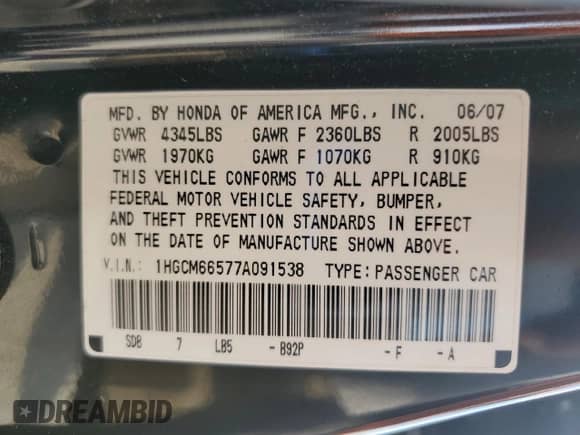 MFD. BY HONDA OF AMERICA MFG., INC. 06/07
GVWR 4345LBS GAWR F 2360LBS R 2005LBS
GVWR 1970KG GAWR F 1070KG R 910KG
THIS VEHICLE CONFORMS TO ALL APPLICABLE
FEDERAL MOTOR VEHICLE SAFETY, BUMPER,
AND THEFT PREVENTION STANDARDS IN EFFECT
ON THE DATE OF MANUFACTURE SHOWN ABOVE.
V.I.N.: 1HGCM66577A091538 TYPE:PASSENGER CAR
SDB 7 LB5 -B92P -F -A
DREAMBID